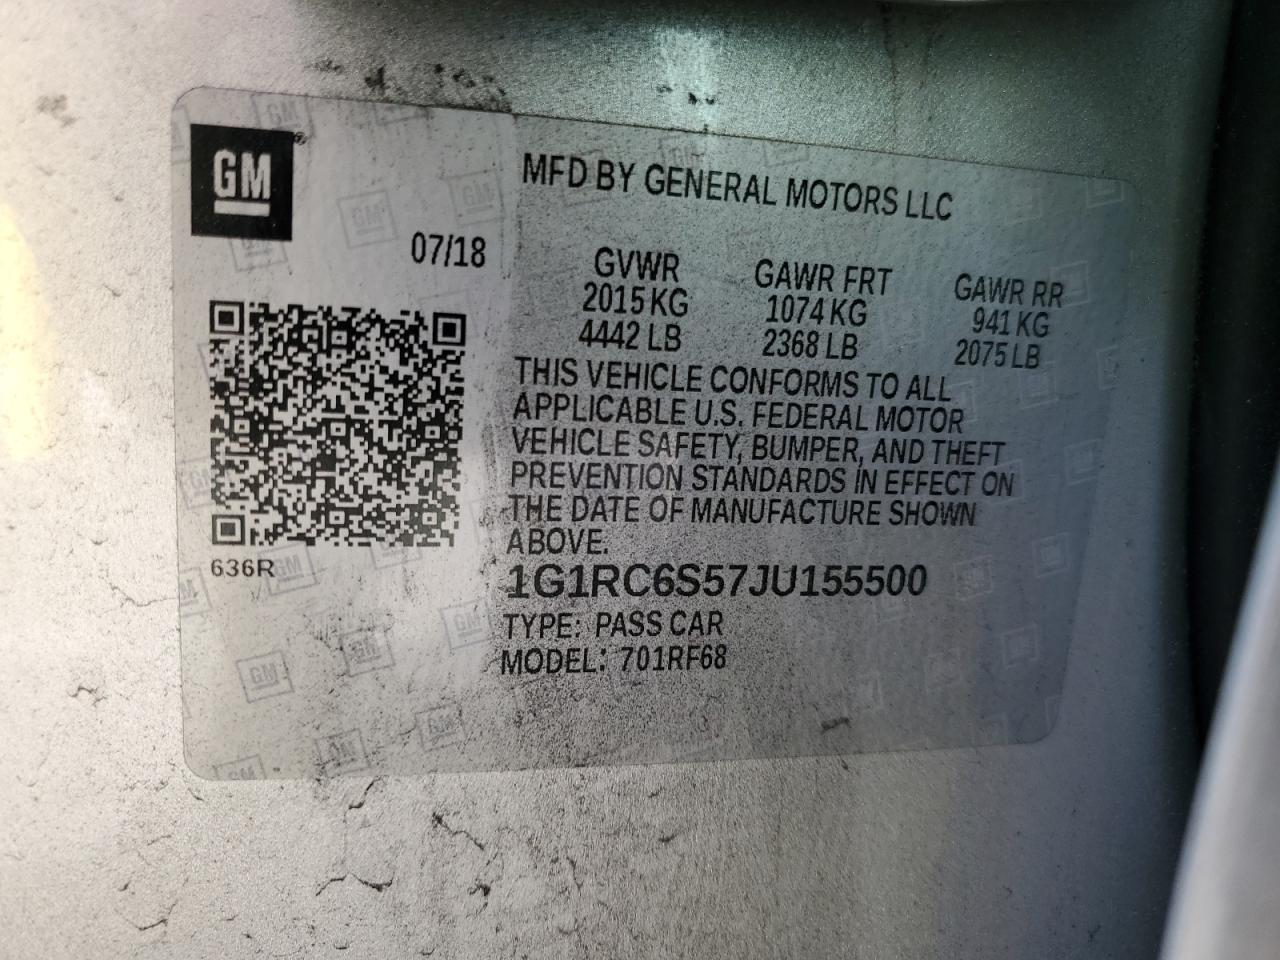 GM
07/18
MFD BY GENERAL MOTORS LLC
GVWR GAWR FRT GAWR RR
2015 KG 1074 KG 941 KG
4442 LB 2368 LB 2075 LB
THIS VEHICLE CONFORMS TO ALL
APPLICABLE U.S. FEDERAL MOTOR
VEHICLE SAFETY, BUMPER, AND THEFT
PREVENTION STANDARDS IN EFFECT ON
THE DATE OF MANUFACTURE SHOWN
ABOVE.
636R
1G1RC6S57JU155500
TYPE: PASS CAR
MODEL: 701RF68